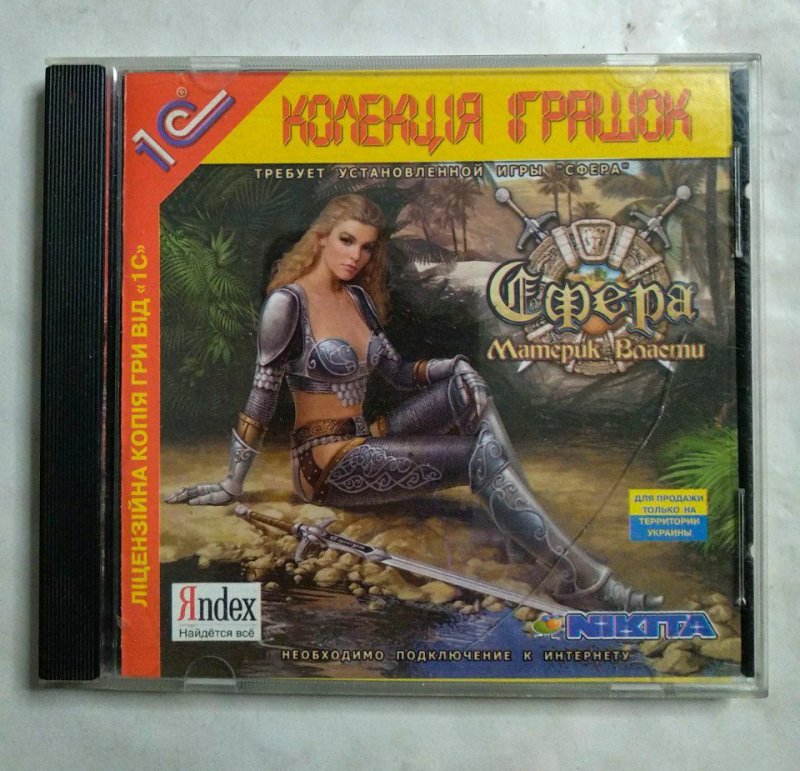 1С®
КОЛЕКЦІЯ ІГРАШОК
ТРЕБУЕТ УСТАНОВЛЕННОЙ ИГРЫ "СФЕРА"
ЛІЦЕНЗІЙНА КОПІЯ ГРИ ВІД «1С»
Сфера
Материк Власти
ДЛЯ ПРОДАЖИ
ТОЛЬКО НА
ТЕРРИТОРИИ
УКРАИНЫ
Яndex
Найдётся всё
NIKITA
НЕОБХОДИМО ПОДКЛЮЧЕНИЕ К ИНТЕРНЕТУ